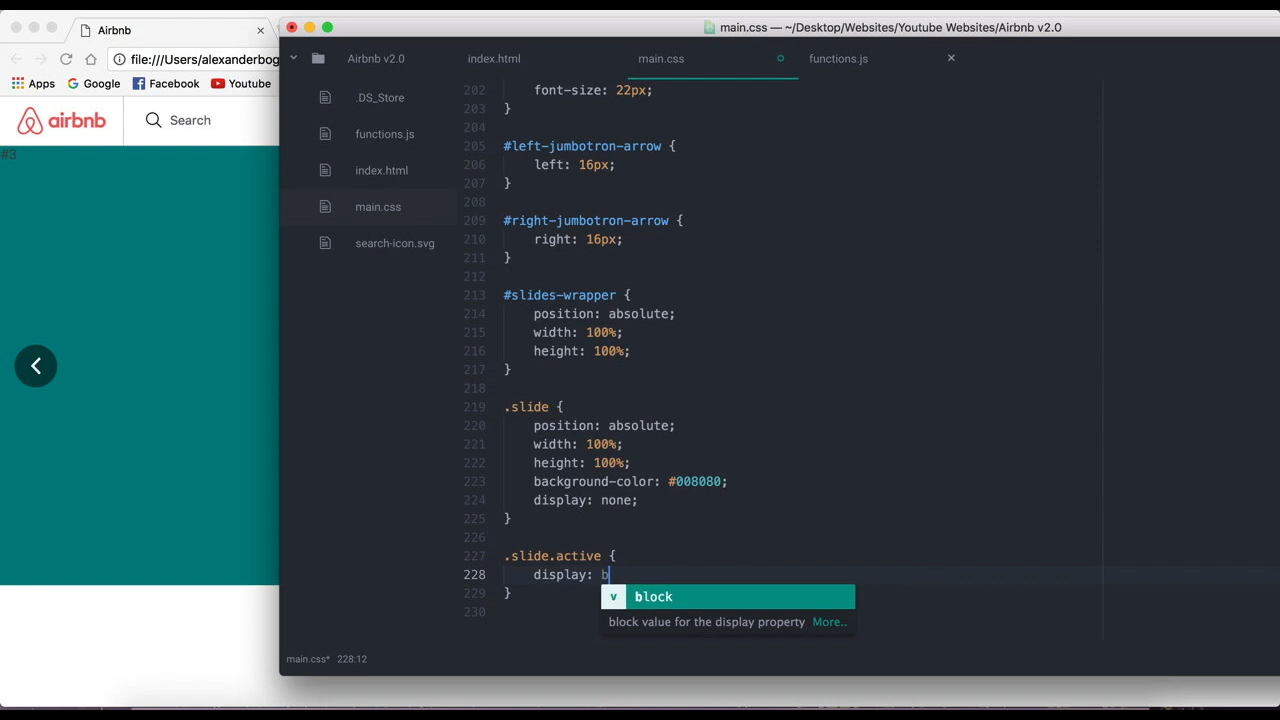 Airbnb
file:///Users/alexanderbog
Apps Google Facebook Youtube
airbnb Search
#3
main.css — ~/Desktop/Websites/Youtube Websites/Airbnb v2.0
Airbnb v2.0 index.html main.css functions.js
.DS_Store
functions.js
index.html
main.css
search-icon.svg
202 font-size: 22px;
203 }
204
205 #left-jumbotron-arrow {
206 left: 16px;
207 }
208
209 #right-jumbotron-arrow {
210 right: 16px;
211 }
212
213 #slides-wrapper {
214 position: absolute;
215 width: 100%;
216 height: 100%;
217 }
218
219 .slide {
220 position: absolute;
221 width: 100%;
222 height: 100%;
223 background-color: #008080;
224 display: none;
225 }
226
227 .slide.active {
228 display: b
229 }
230
v block
block value for the display property More..
main.css* 228:12